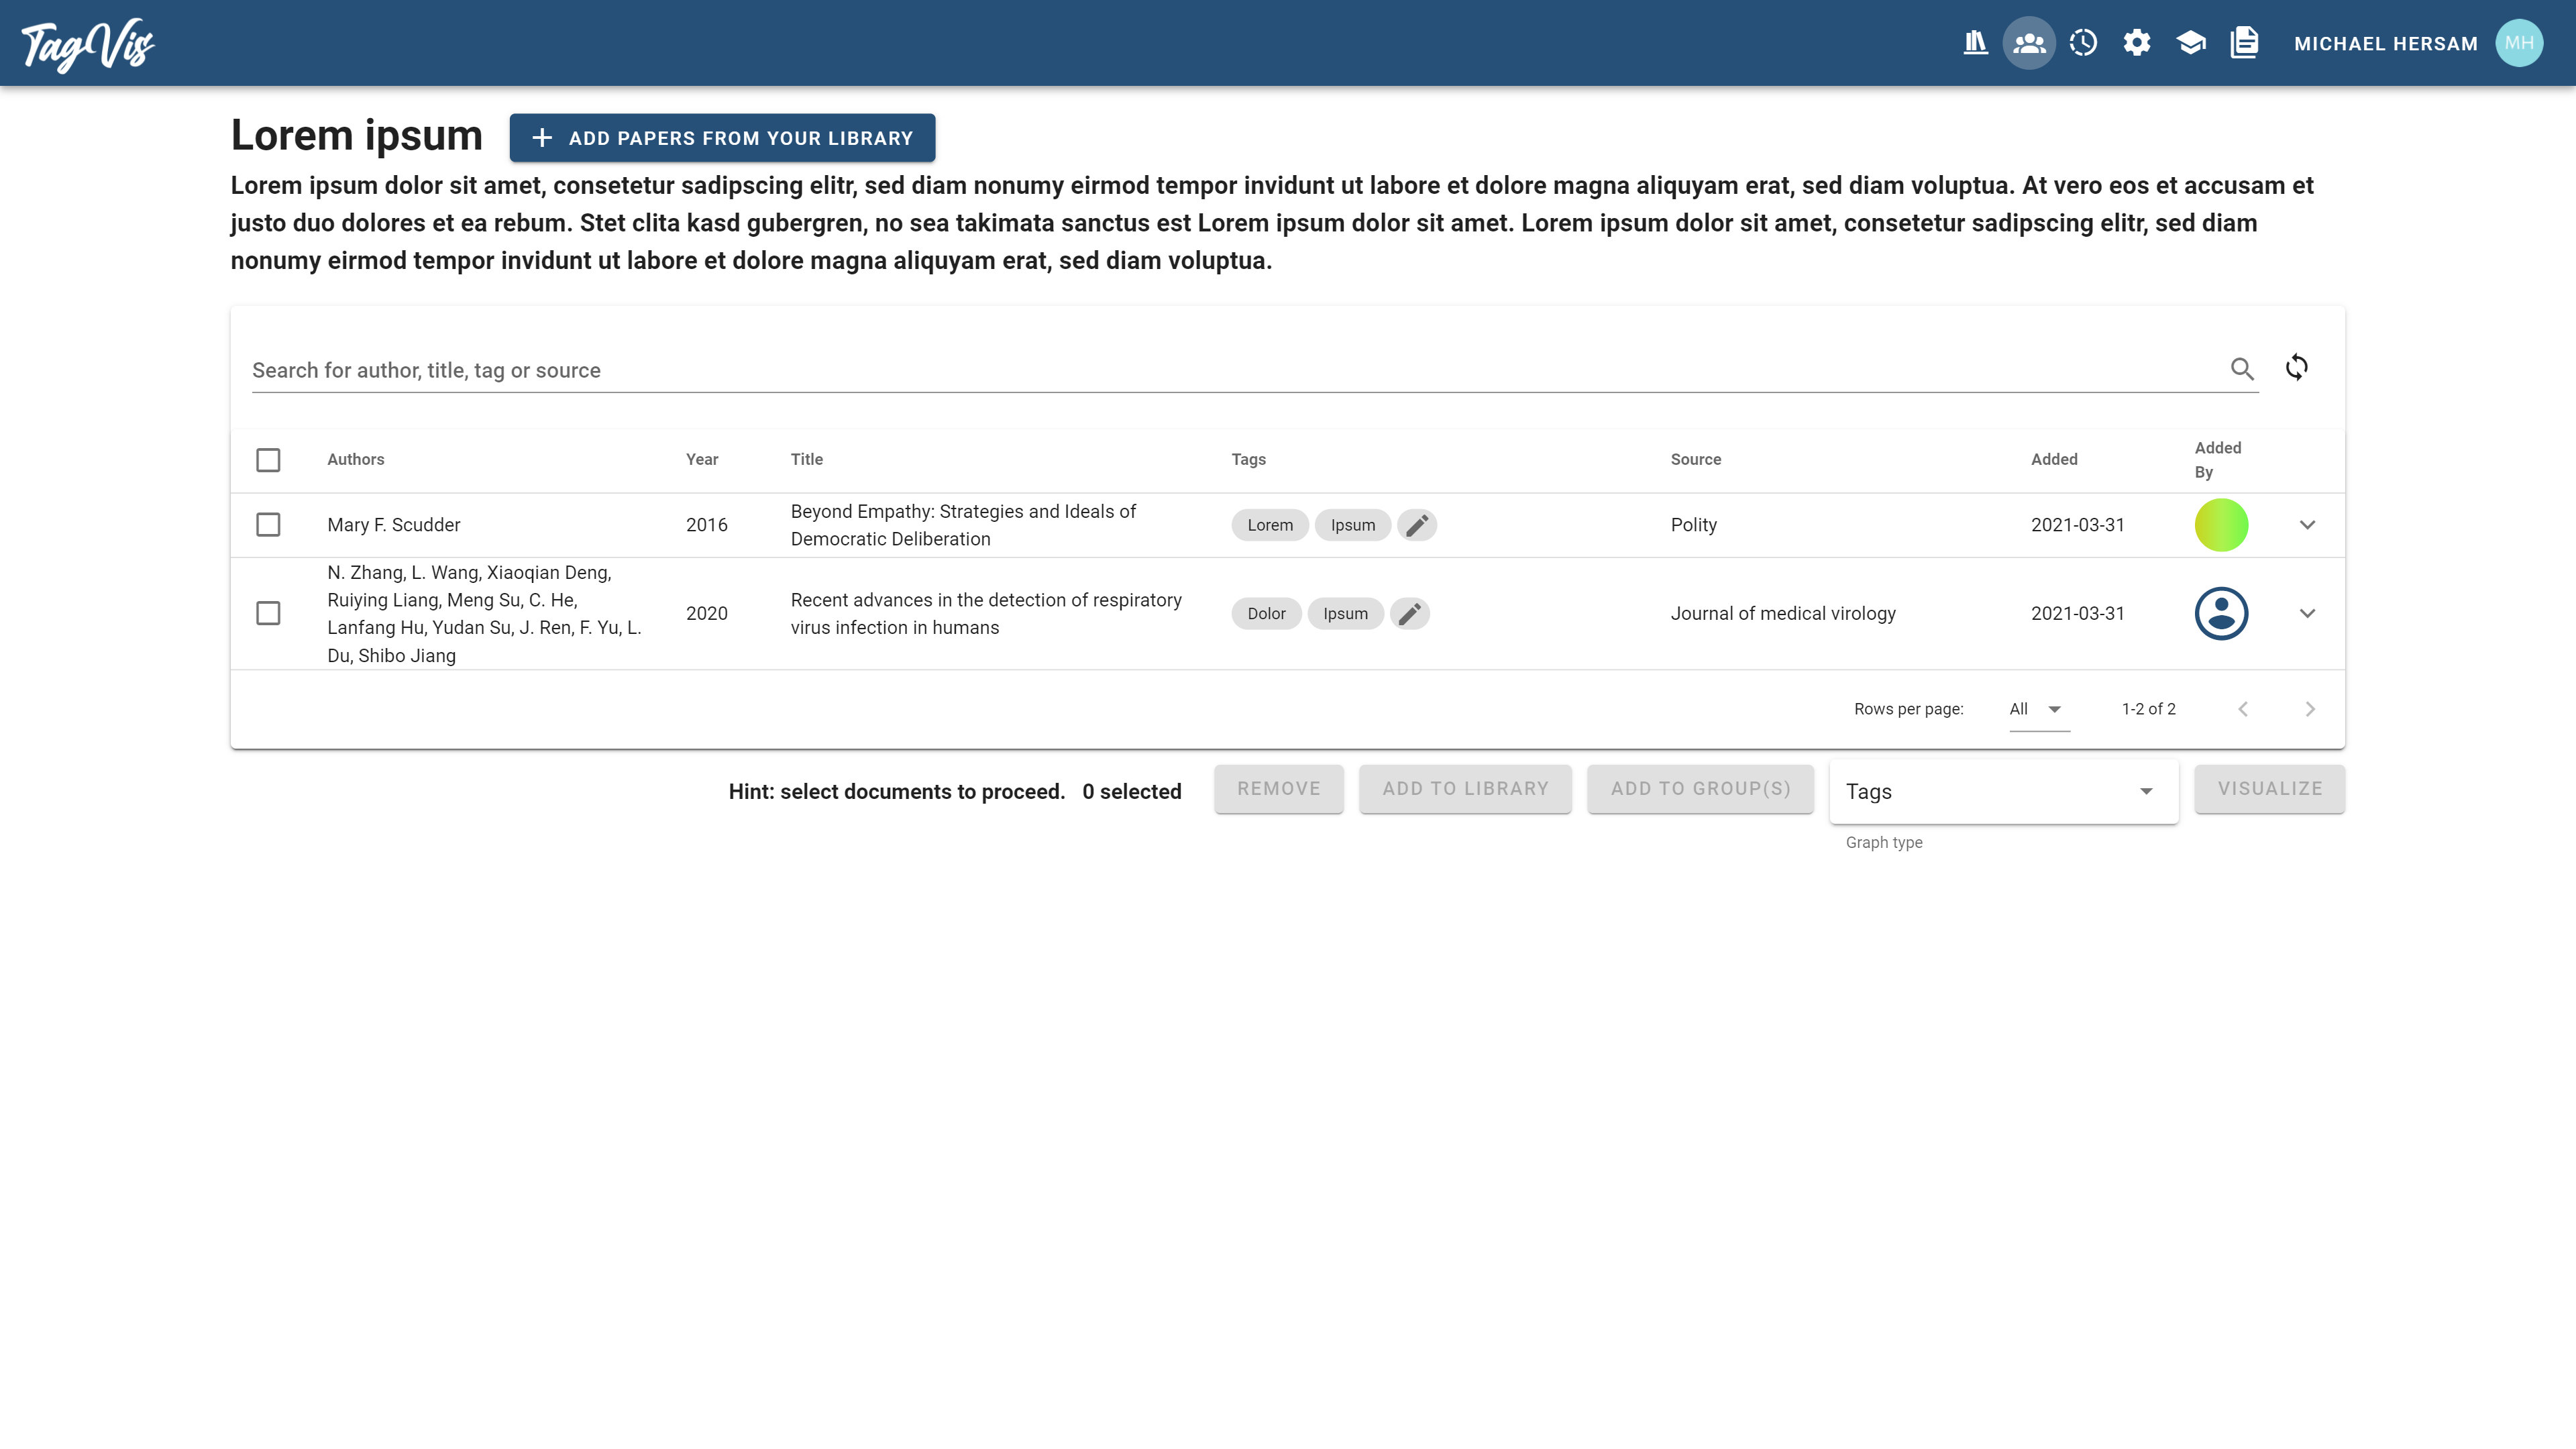 TagVis
MICHAEL HERSAM MH
Lorem ipsum
ADD PAPERS FROM YOUR LIBRARY
Lorem ipsum dolor sit amet, consetetur sadipscing elitr, sed diam nonumy eirmod tempor invidunt ut labore et dolore magna aliquyam erat, sed diam voluptua. At vero eos et accusam et
justo duo dolores et ea rebum. Stet clita kasd gubergren, no sea takimata sanctus est Lorem ipsum dolor sit amet. Lorem ipsum dolor sit amet, consetetur sadipscing elitr, sed diam
nonumy eirmod tempor invidunt ut labore et dolore magna aliquyam erat, sed diam voluptua.
Search for author, title, tag or source
Authors Year Title Tags Source Added Added
By
Mary F. Scudder
2016
Beyond Empathy: Strategies and Ideals of
Democratic Deliberation
Lorem Ipsum
Polity
2021-03-31
N. Zhang, L. Wang, Xiaoqian Deng,
Ruiying Liang, Meng Su, C. He,
Lanfang Hu, Yudan Su, J. Ren, F. Yu, L.
Du, Shibo Jiang
2020
Recent advances in the detection of respiratory
virus infection in humans
Dolor Ipsum
Journal of medical virology
2021-03-31
Rows per page: All 1-2 of 2
Hint: select documents to proceed. 0 selected
REMOVE
ADD TO LIBRARY
ADD TO GROUP(S)
Tags
Graph type
VISUALIZE